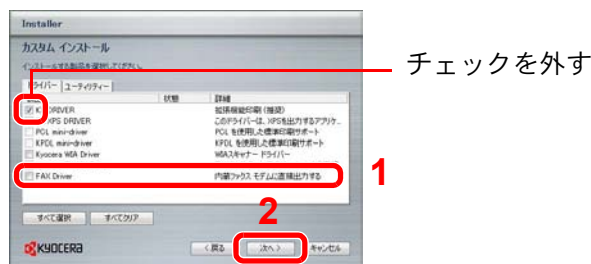 Installer
カスタム インストール
インストールする製品を選択してください。
ドライバー ユーティリティー
状態 詳細
DRIVER 拡張機能印刷(推奨)
XPS DRIVER このドライバーは、XPSを出力するアプリケ..
PCL mini-driver PCL を使用した標準印刷サポート
KPDL mini-driver KPDL を使用した標準印刷サポート
Kyocera WIA Driver WIAスキャナー ドライバー
FAX Driver 内蔵ファクス モデムに直接出力する
すべて選択 すべてクリア
KYOCERA
< 戻る 次へ > キャンセル
チェックを外す
1
2